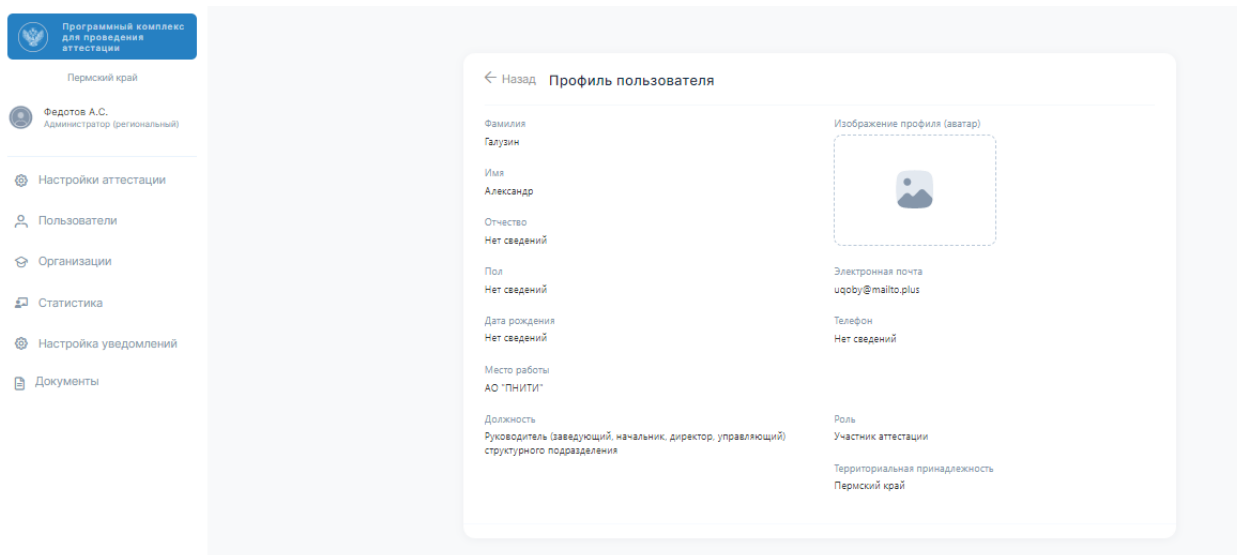 Программный комплекс
для проведения
аттестации
Пермский край
Федотов А.С.
Администратор (региональный)
Настройки аттестации
Пользователи
Организации
Статистика
Настройка уведомлений
Документы
Назад Профиль пользователя
Фамилия
Галузин
Имя
Александр
Отчество
Нет сведений
Пол
Нет сведений
Дата рождения
Нет сведений
Место работы
АО "ПНИТИ"
Должность
Руководитель (заведующий, начальник, директор, управляющий)
структурного подразделения
Изображение профиля (аватар)
Электронная почта
uqoby@mailto.plus
Телефон
Нет сведений
Роль
Участник аттестации
Территориальная принадлежность
Пермский край